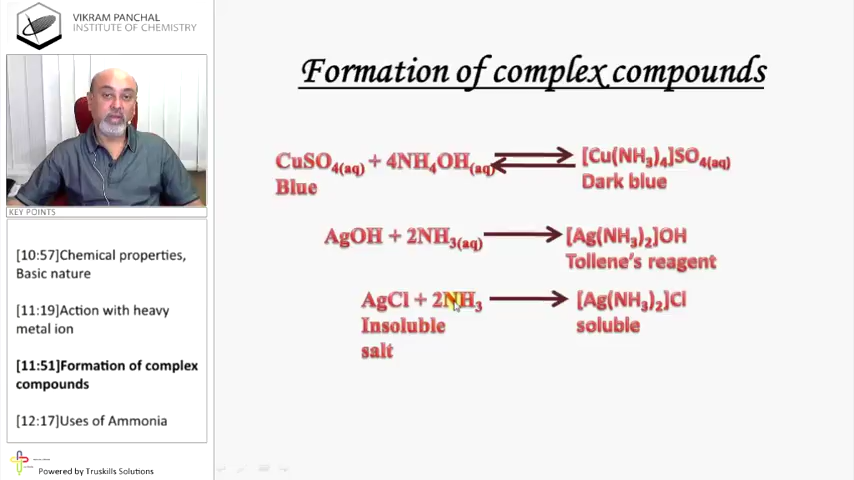 VIKRAM PANCHAL
INSTITUTE OF CHEMISTRY
KEY POINTS
[10:57]Chemical properties,
Basic nature
[11:19]Action with heavy
metal ion
[11:51]Formation of complex
compounds
[12:17]Uses of Ammonia
Powered by Truskills Solutions
Formation of complex compounds
CuSO4(aq) + 4NH4OH(aq) [Cu(NH3)4]SO4(aq)
Blue Dark blue
AgOH + 2NH3(aq) [Ag(NH3)2]OH
Tollene's reagent
AgCl + 2NH3 [Ag(NH3)2]Cl
Insoluble soluble
salt